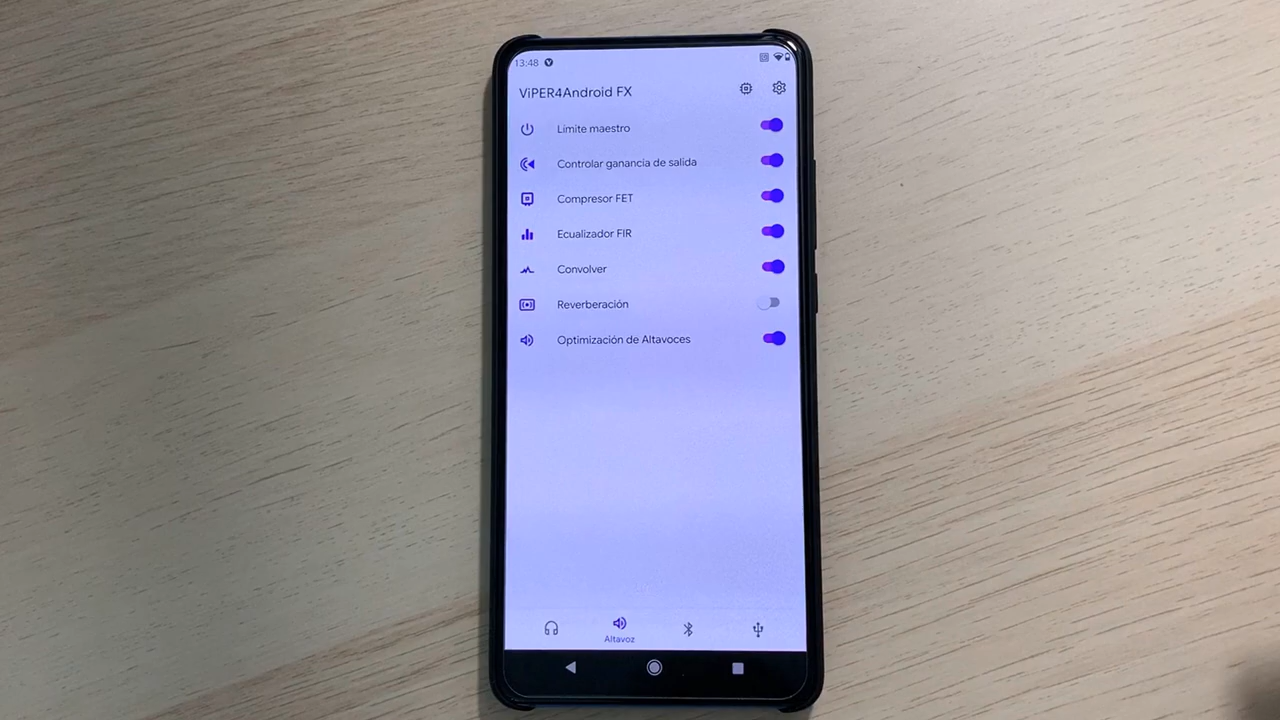 13:48
ViPER4Android FX
Límite maestro
Controlar ganancia de salida
Compresor FET
Ecualizador FIR
Convolver
Reverberación
Optimización de Altavoces
Altavoz